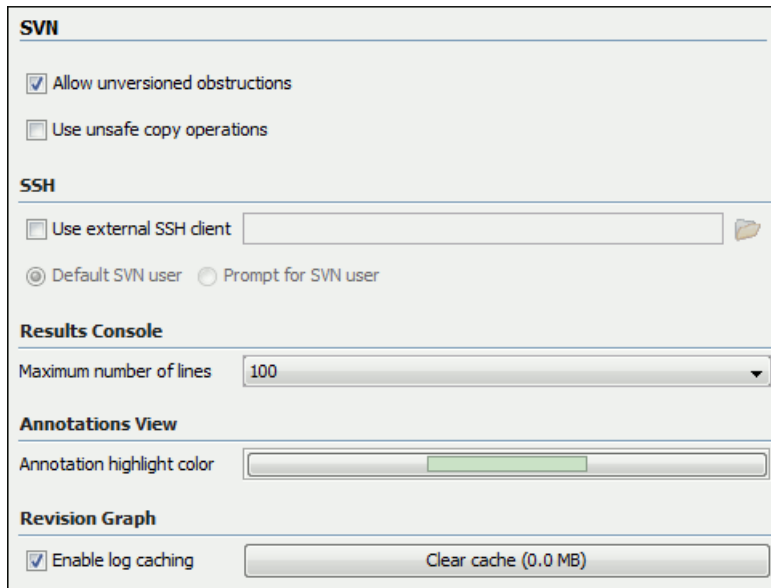 SVN
Allow unversioned obstructions
Use unsafe copy operations
SSH
Use external SSH client
Default SVN user Prompt for SVN user
Results Console
Maximum number of lines 100
Annotations View
Annotation highlight color
Revision Graph
Enable log caching Clear cache (0.0 MB)